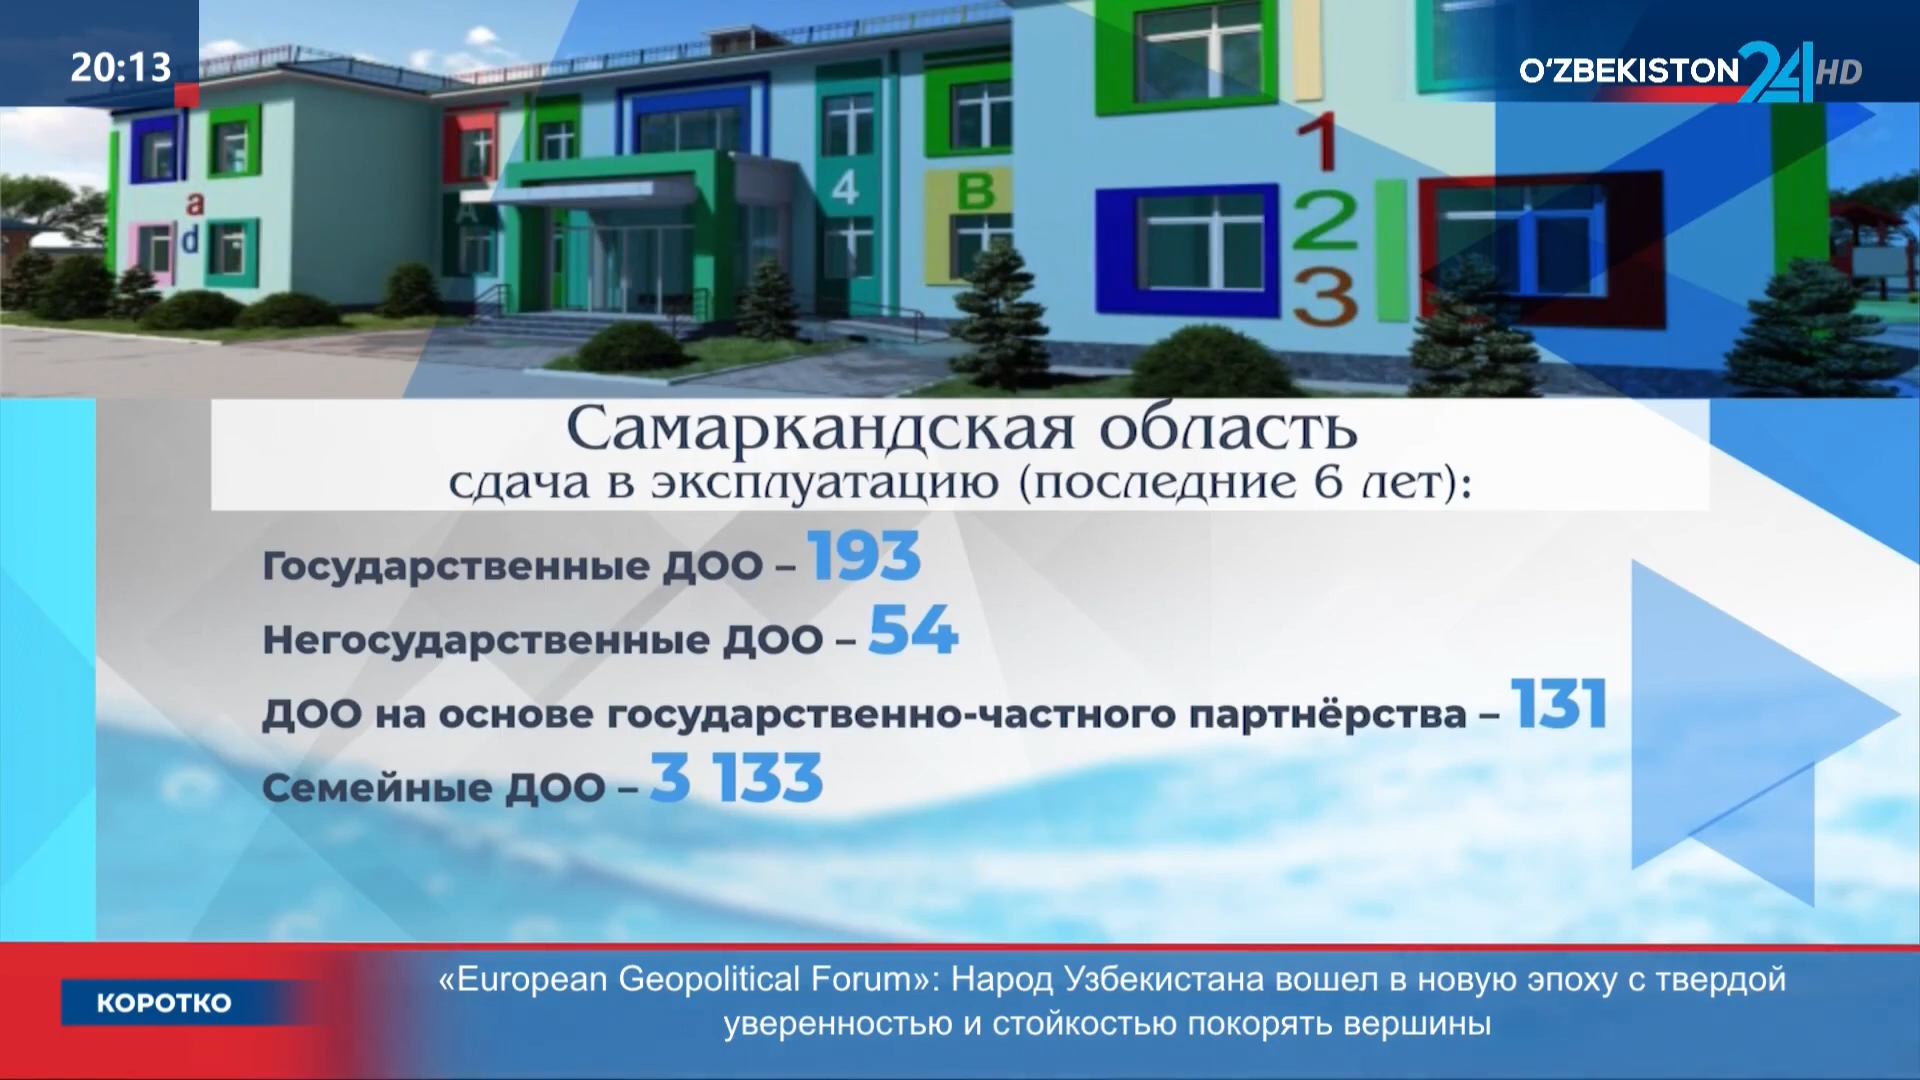 20:13
O‘ZBEKISTON 24 HD
a
d
A
4
B
1
2
3
Самаркандская область
сдача в эксплуатацию (последние 6 лет):
Государственные ДОО – 193
Негосударственные ДОО – 54
ДОО на основе государственно-частного партнёрства – 131
Семейные ДОО – 3 133
КОРОТКО
«European Geopolitical Forum»: Народ Узбекистана вошел в новую эпоху с твердой
уверенностью и стойкостью покорять вершины